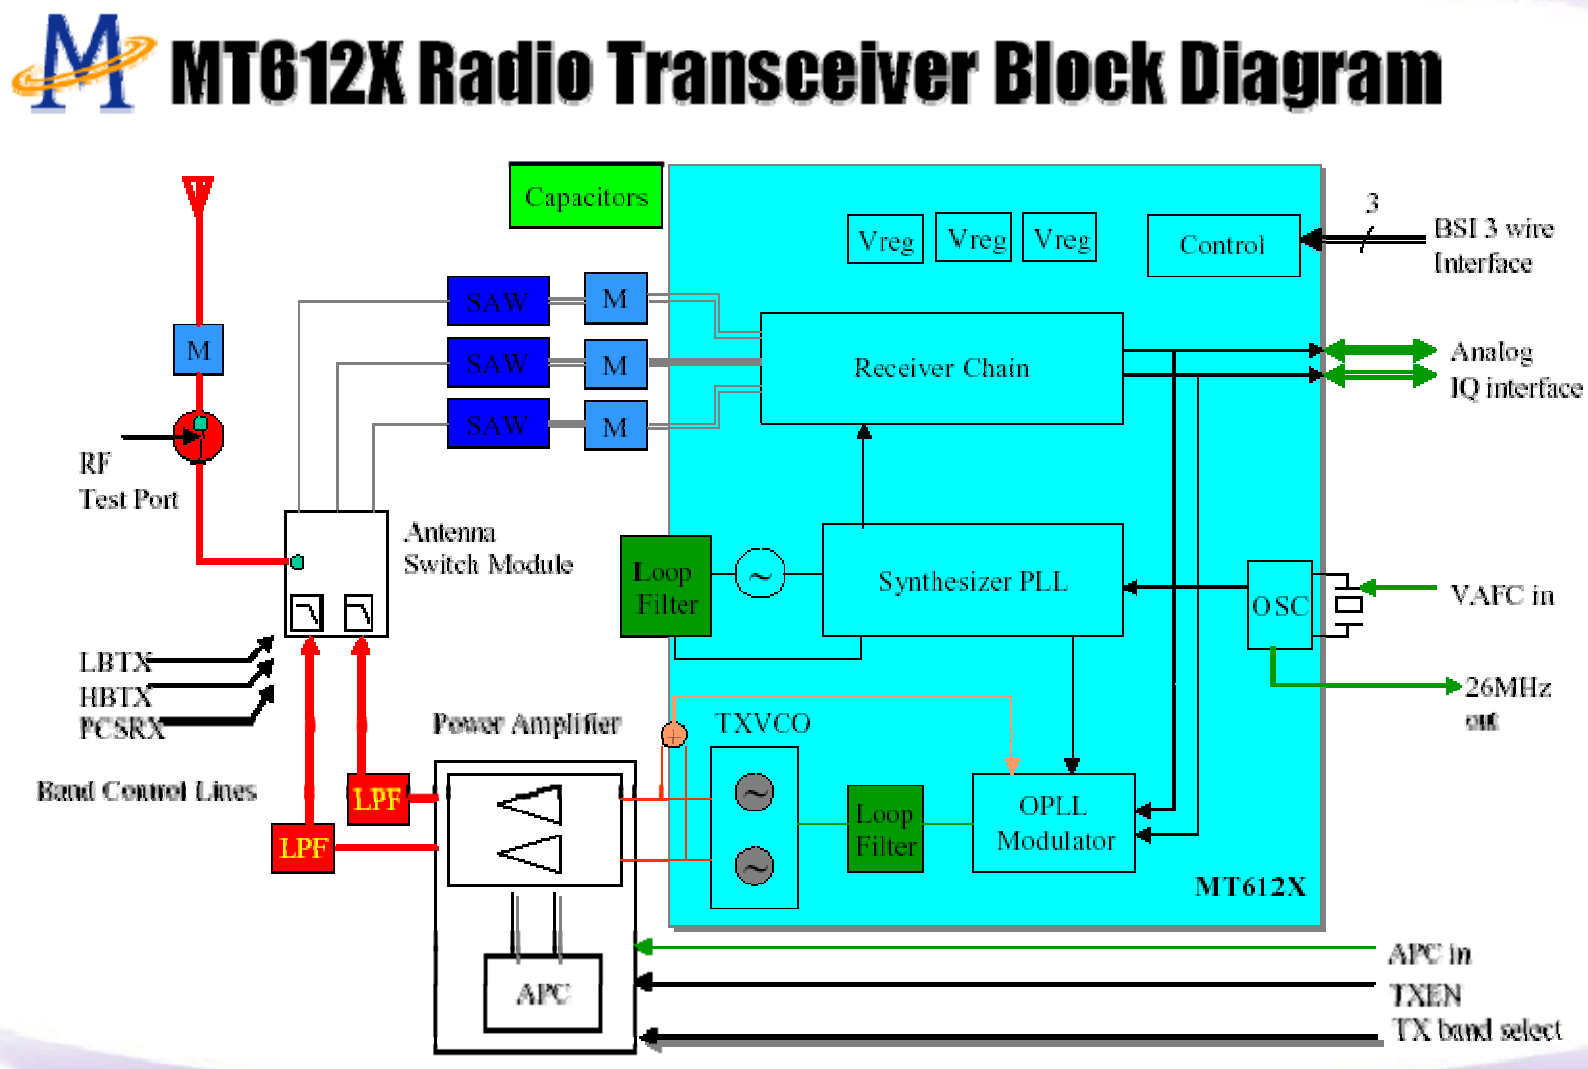 MT612X Radio Transceiver Block Diagram
Capacitors
Vreg
Vreg
Vreg
Control
3
BSI 3 wire
Interface
SAW
M
SAW
M
SAW
M
M
Receiver Chain
Analog
IQ interface
RF
Test Port
Antenna
Switch Module
Loop
Filter
~
Synthesizer PLL
OSC
VAFC in
26MHz
out
LBTX
HBTX
PCSRX
Band Control Lines
Power Amplifier
LPF
LPF
+
TXVCO
~
~
Loop
Filter
OPLL
Modulator
MT612X
APC
APC in
TXEN
TX band select